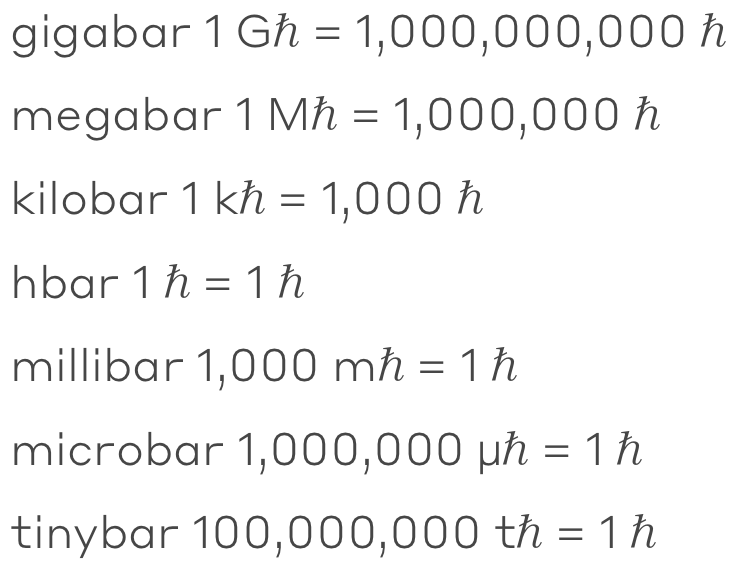 gigabar 1 Gℏ = 1,000,000,000 ℏ
megabar 1 Mℏ = 1,000,000 ℏ
kilobar 1 kℏ = 1,000 ℏ
hbar 1 ℏ = 1 ℏ
millibar 1,000 mℏ = 1 ℏ
microbar 1,000,000 μℏ = 1 ℏ
tinybar 100,000,000 tℏ = 1 ℏ